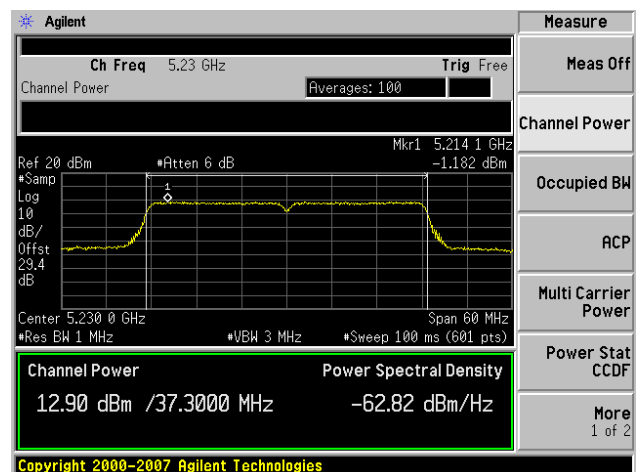 Agilent
Measure
Ch Freq 5.23 GHz Trig Free
Meas Off
Channel Power Averages: 100
Channel Power
Mkr1 5.214 1 GHz
Ref 20 dBm #Atten 6 dB -1.182 dBm
#Samp
Log
10
dB/
Offst
29.4
dB
1
Occupied BW
ACP
Multi Carrier
Power
Center 5.230 0 GHz Span 60 MHz
#Res BW 1 MHz #VBW 3 MHz #Sweep 100 ms (601 pts)
Power Stat
CCDF
Channel Power Power Spectral Density
12.90 dBm /37.3000 MHz -62.82 dBm/Hz
More
1 of 2
Copyright 2000-2007 Agilent Technologies